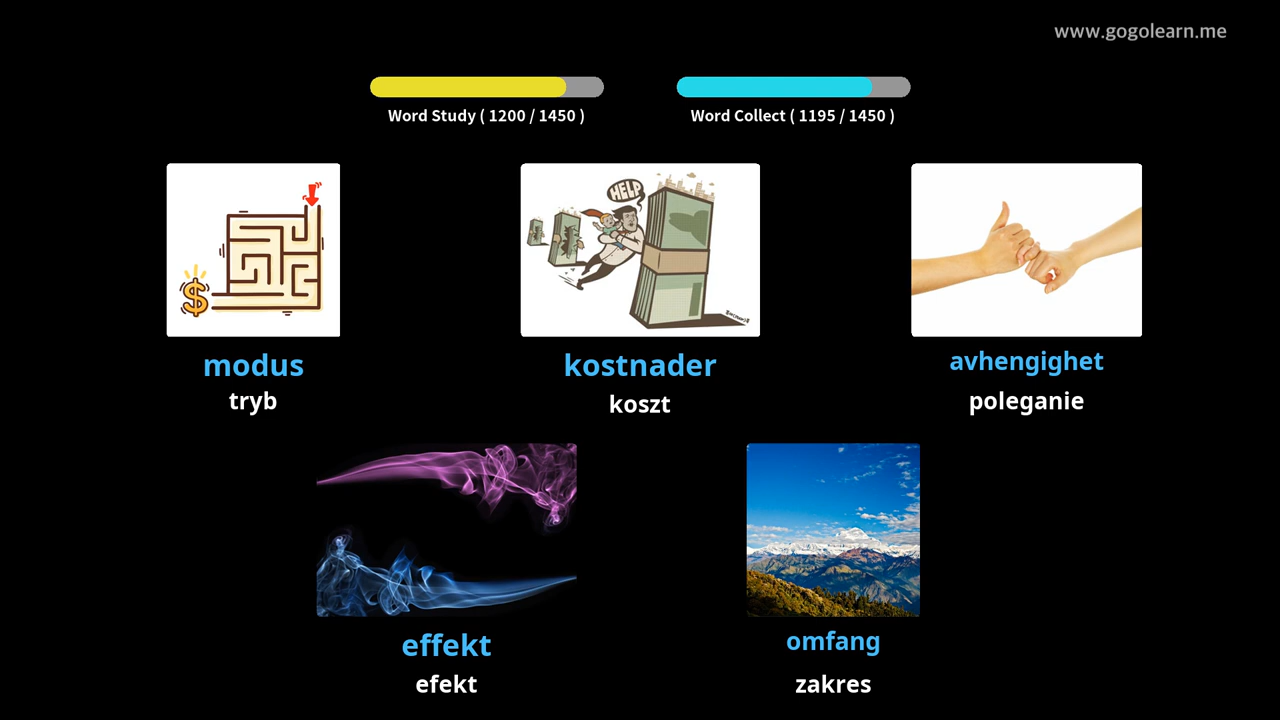 www.gogolearn.me
Word Study ( 1200 / 1450 )
Word Collect ( 1195 / 1450 )
HELP
$
modus
kostnader
avhengighet
tryb
koszt
poleganie
effekt
omfang
efekt
zakres